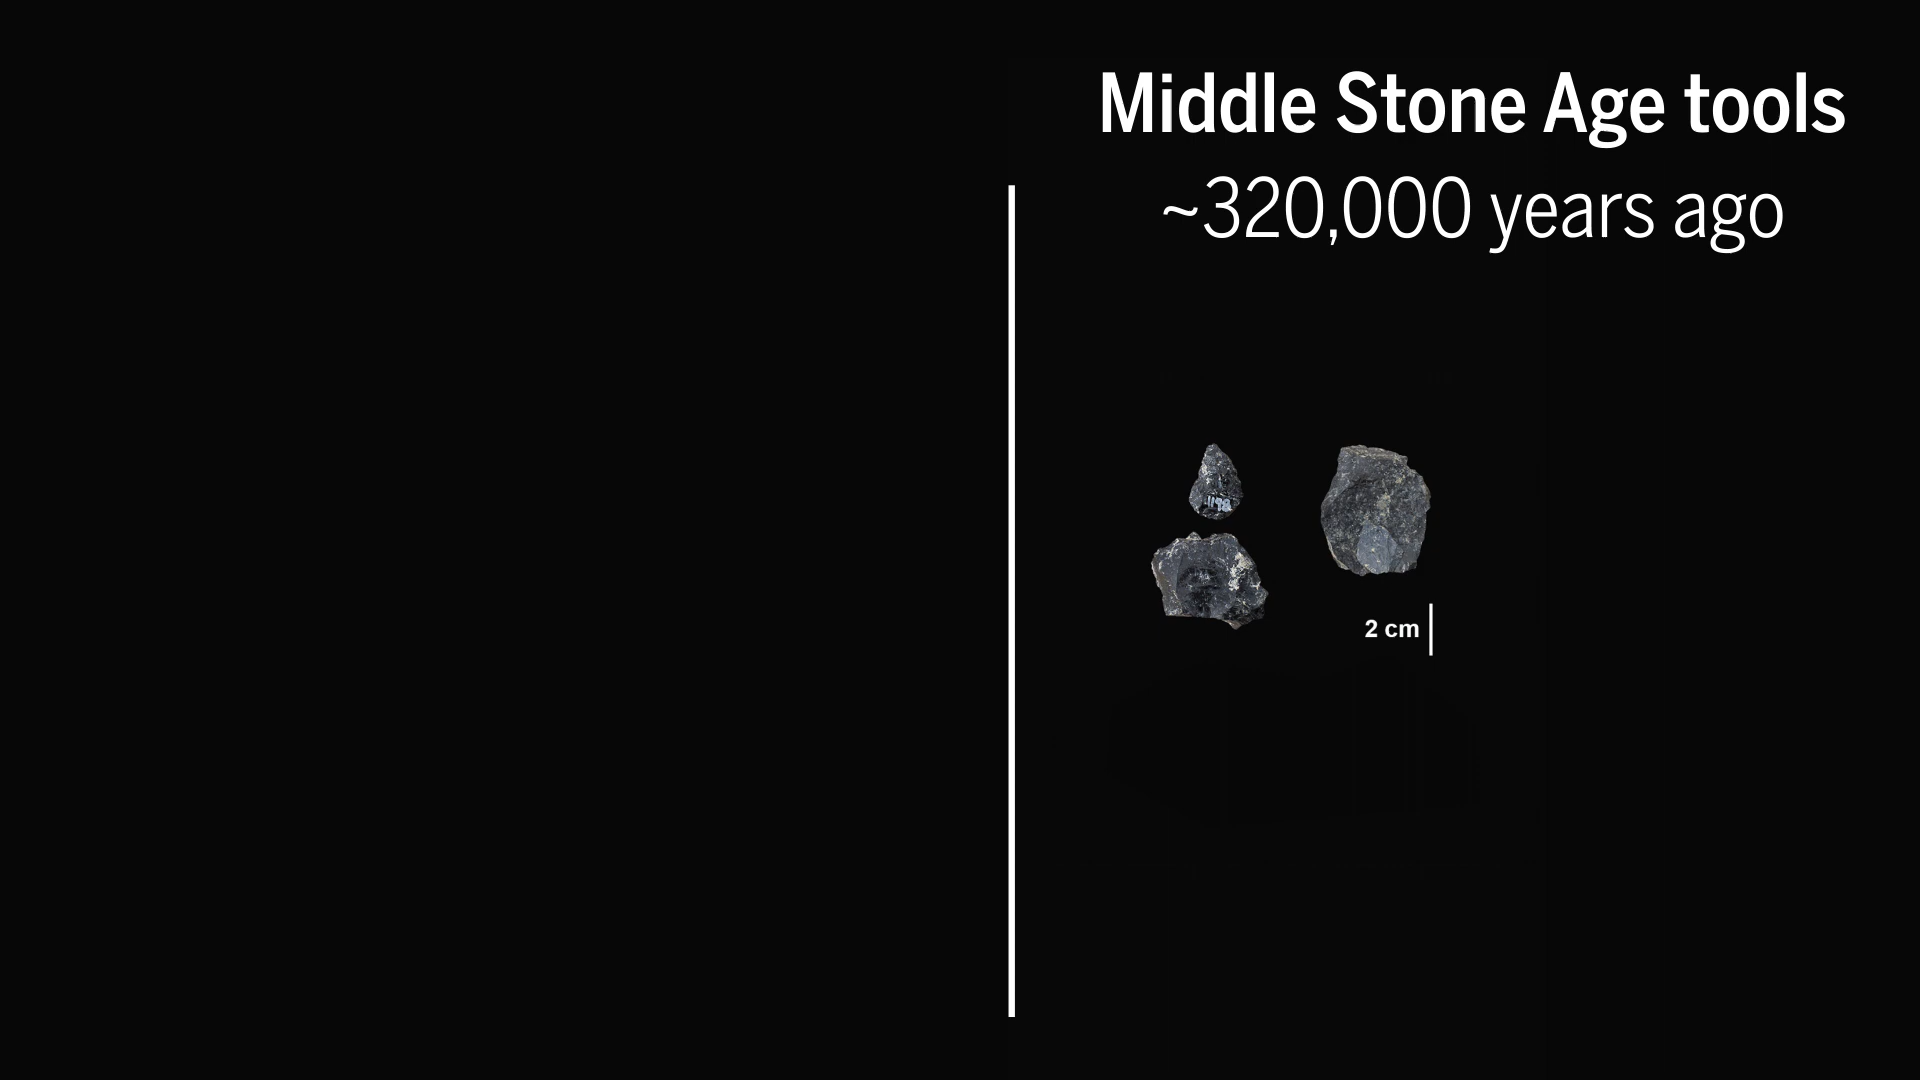 Middle Stone Age tools
~320,000 years ago
2 cm